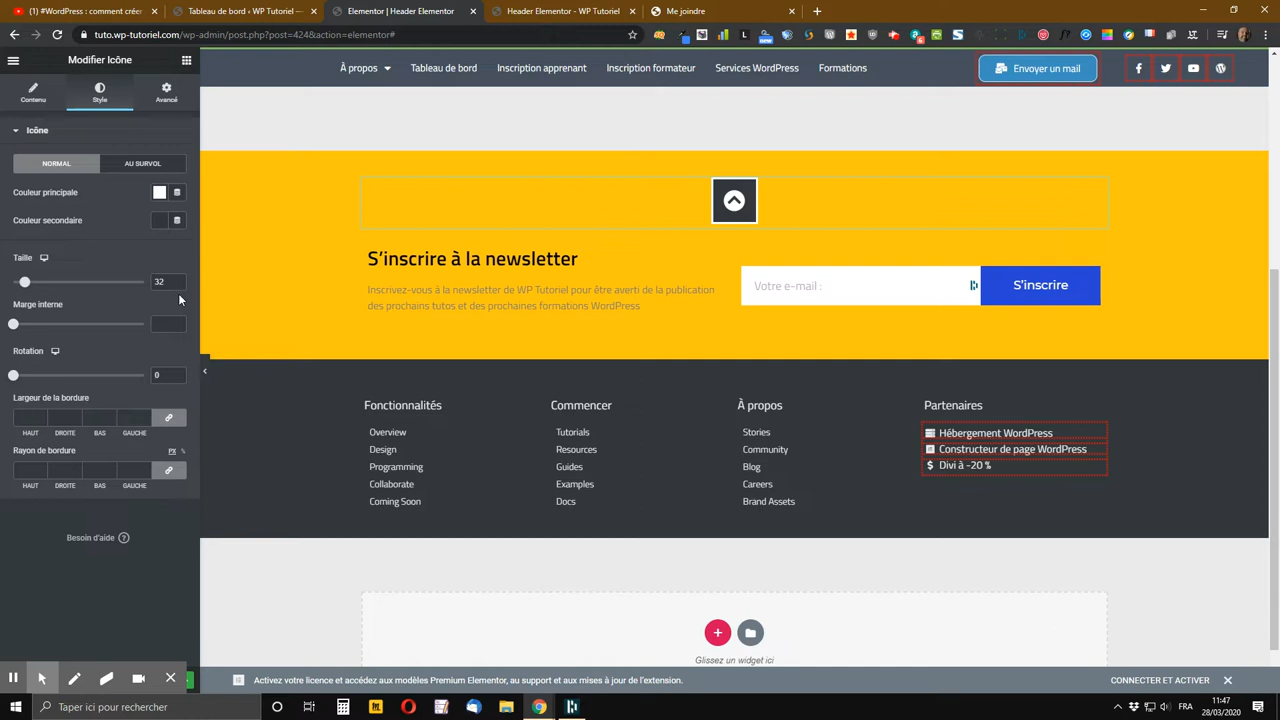 (1) #WordPress : comment créer
Tableau de bord ‹ WP Tutoriel —
Elementor | Elementor
Elementor | Elementor
Me joindre
tuto.wp-tutoriel.com/wp-admin/post.php?post=424&action=elementor#
Modifier Icône
Contenu
Style
Avancé
Icône
NORMAL
AU SURVOL
Couleur principale
Couleur secondaire
Taille
32
Marge interne
Rotation
0
Largeur de la bordure
HAUT DROITE BAS GAUCHE
Rayon de bordure
PX %
HAUT DROITE BAS GAUCHE
Besoin d'aide
À propos
Tableau de bord
Inscription apprenant
Inscription formateur
Services WordPress
Formations
Envoyer un mail
S'inscrire à la newsletter
Inscrivez-vous à la newsletter de WP Tutoriel pour être averti de la publication
des prochains tutos et des prochaines formations WordPress
Votre e-mail :
S'inscrire
Fonctionnalités
Overview
Design
Programming
Collaborate
Coming Soon
Commencer
Tutorials
Resources
Guides
Examples
Docs
À propos
Stories
Community
Blog
Careers
Brand Assets
Partenaires
Hébergement WordPress
Constructeur de page WordPress
Divi à -20 %
Glissez un widget ici
Activez votre licence et accédez aux modèles Premium Elementor, au support et aux mises à jour de l'extension.
CONNECTER ET ACTIVER
Taper ici pour rechercher
FRA
11:47
28/03/2020